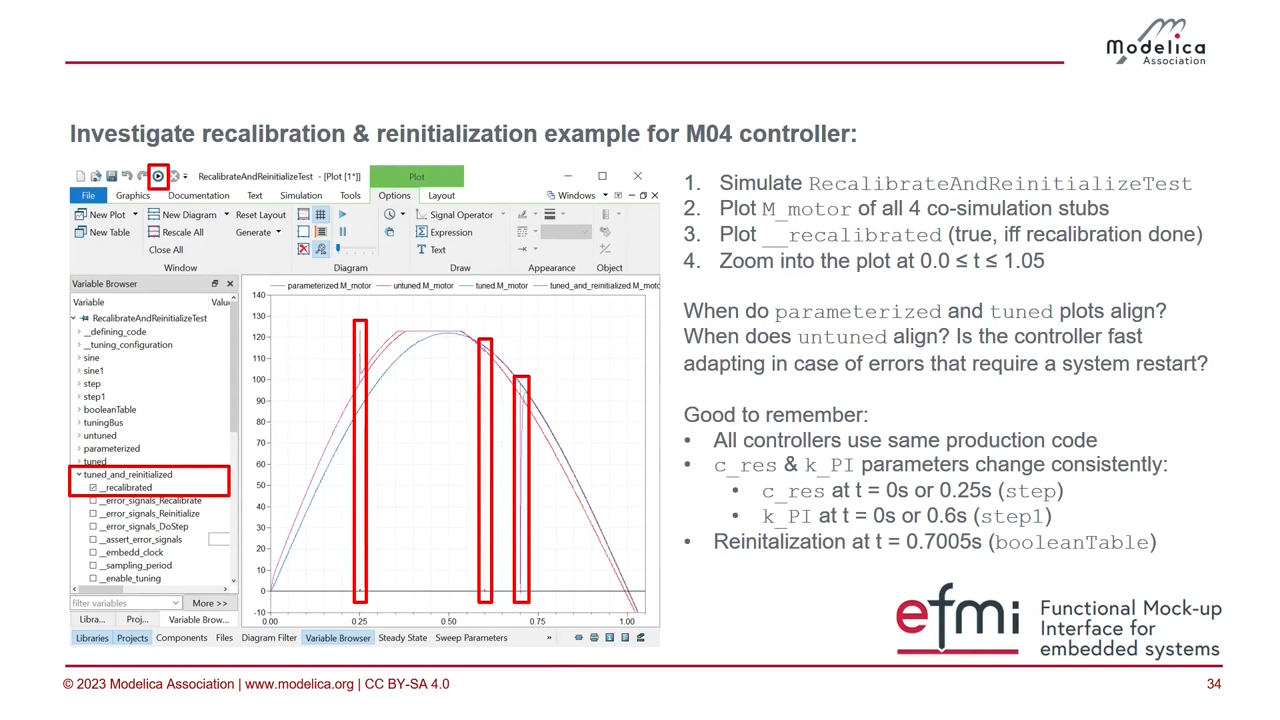 Modelica
Association
Investigate recalibration & reinitialization example for M04 controller:
RecalibrateAndReinitializeTest - [Plot [1*]]
Plot
File
Graphics
Documentation
Text
Simulation
Tools
Options
Layout
Windows
New Plot
New Diagram
Reset Layout
New Table
Rescale All
Generate
Close All
Signal Operator
Expression
Text
Window
Diagram
Draw
Appearance
Object
Variable Browser
Variable
RecalibrateAndReinitializeTest
__defining_code
__tuning_configuration
sine
sine1
step
step1
booleanTable
tuningBus
untuned
parameterized
tuned
tuned_and_reinitialized
__recalibrated
__error_signals_Recalibrate
__error_signals_Reinitialize
__error_signals_DoStep
__assert_error_signals
__embedd_clock
__sampling_period
__enable_tuning
filter variables
More >>
Libra...
Proj...
Variable Brow...
parameterized.M_motor
untuned.M_motor
tuned.M_motor
140
130
120
110
100
90
80
70
60
50
40
30
20
10
0
-10
0.00
0.25
0.50
0.75
1.00
Libraries
Projects
Components
Files
Diagram Filter
Variable Browser
Steady State
Sweep Parameters
»
1. Simulate RecalibrateAndReinitializeTest
2. Plot M_motor of all 4 co-simulation stubs
3. Plot __recalibrated (true, iff recalibration done)
4. Zoom into the plot at 0.0 ≤ t ≤ 1.05
When do parameterized and tuned plots align?
When does untuned align? Is the controller fast
adapting in case of errors that require a system restart?
Good to remember:
• All controllers use same production code
• c_res & k_PI parameters change consistently:
• c_res at t = 0s or 0.25s (step)
• k_PI at t = 0s or 0.6s (step1)
• Reinitalization at t = 0.7005s (booleanTable)
efmi
Functional Mock-up
Interface for
embedded systems
© 2023 Modelica Association | www.modelica.org | CC BY-SA 4.0
34